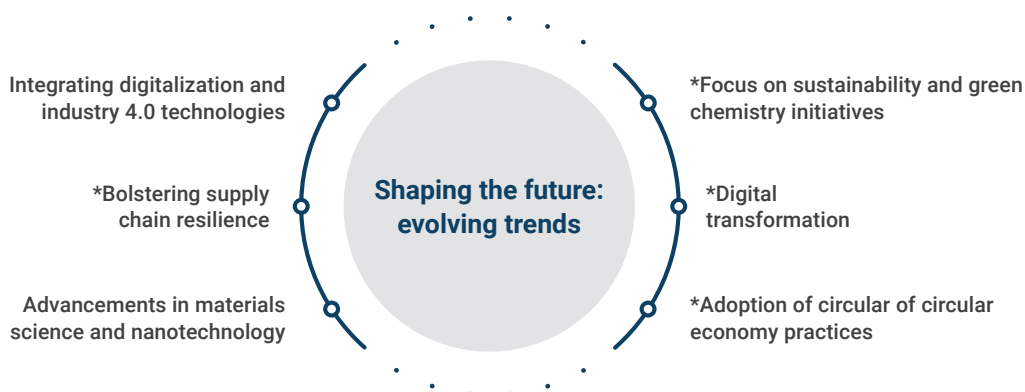 Integrating digitalization and
industry 4.0 technologies
*Bolstering supply
chain resilience
Advancements in materials
science and nanotechnology
Shaping the future:
evolving trends
*Focus on sustainability and green
chemistry initiatives
*Digital
transformation
*Adoption of circular of circular
economy practices